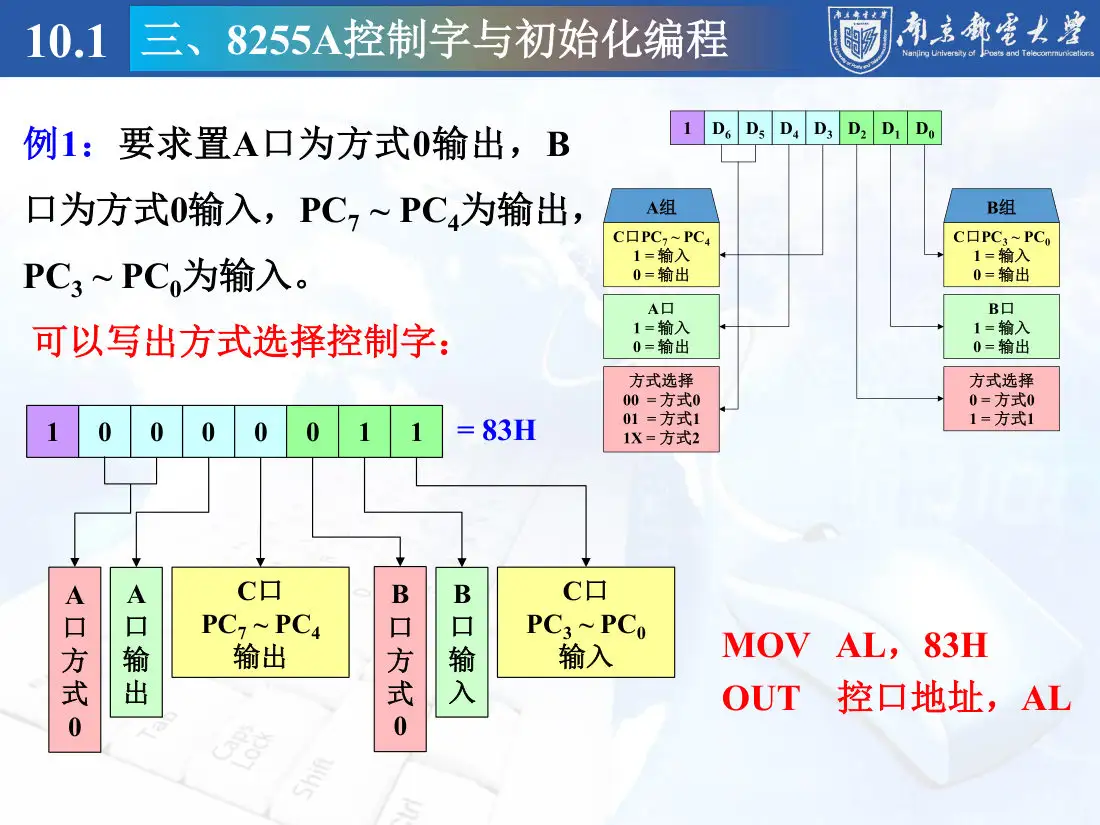 10.1 三、8255A控制字与初始化编程
南京邮电大学
Nanjing University of Posts and Telecommunications
例1：要求置A口为方式0输出，B
口为方式0输入，PC7 ~ PC4为输出，
PC3 ~ PC0为输入。
可以写出方式选择控制字：
1 0 0 0 0 0 1 1 = 83H
A口方式0
A口输出
C口
PC7 ~ PC4
输出
B口方式0
B口输入
C口
PC3 ~ PC0
输入
1 D6 D5 D4 D3 D2 D1 D0
A组
C口PC7 ~ PC4
1 = 输入
0 = 输出
A口
1 = 输入
0 = 输出
方式选择
00 = 方式0
01 = 方式1
1X = 方式2
B组
C口PC3 ~ PC0
1 = 输入
0 = 输出
B口
1 = 输入
0 = 输出
方式选择
0 = 方式0
1 = 方式1
MOV AL，83H
OUT 控口地址，AL
Tag
Caps
Lock
Shift